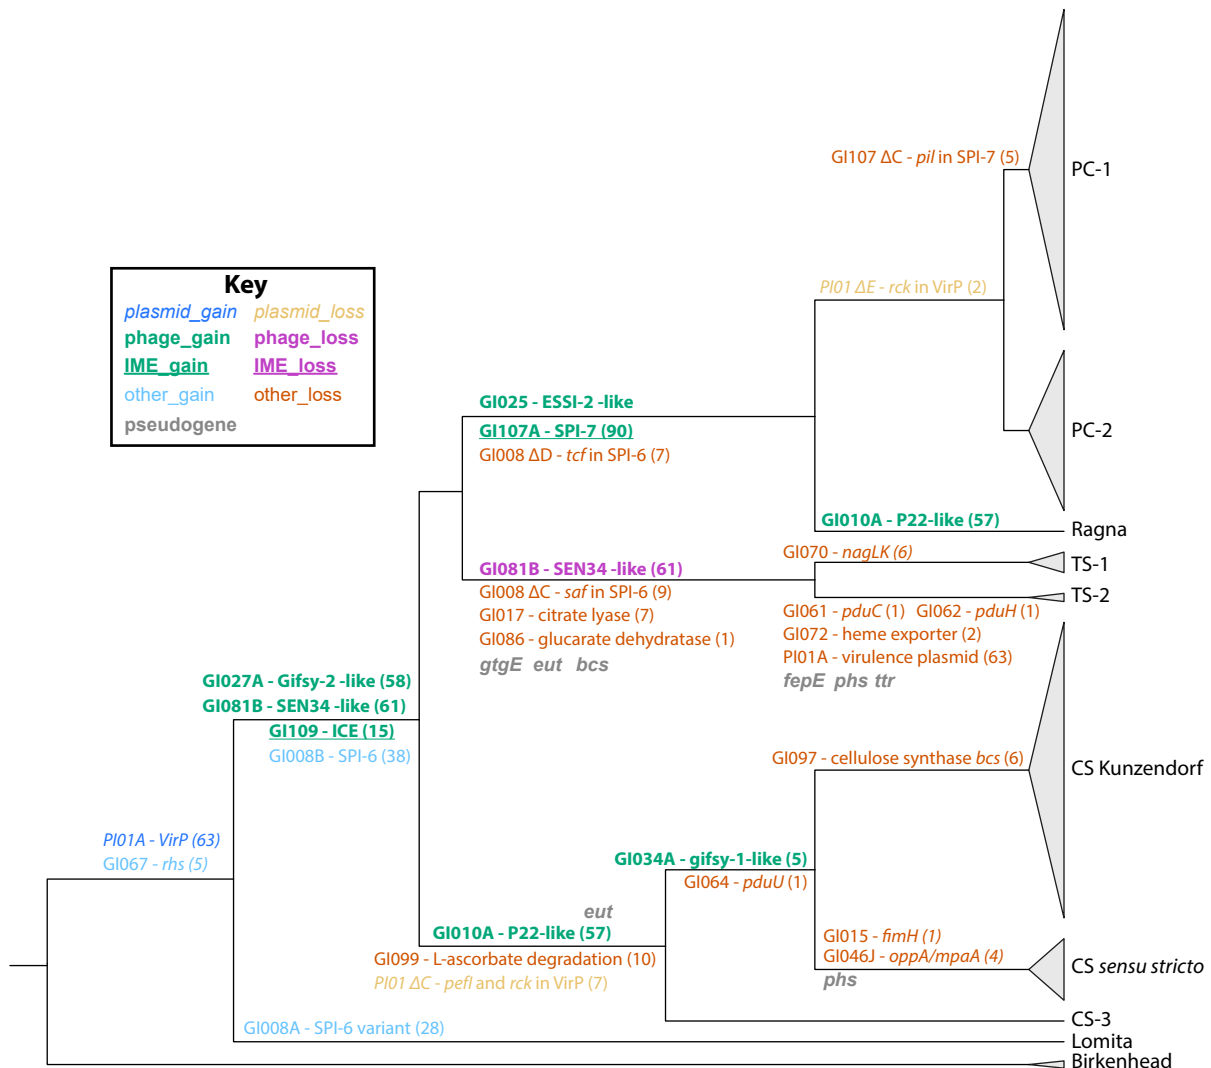 GI107 ΔC - pil in SPI-7 (5)
PC-1
Key
plasmid_gain plasmid_loss
phage_gain phage_loss
IME_gain IME_loss
other_gain other_loss
pseudogene
PI01 ΔE - rck in VirP (2)
GI025 - ESSI-2 -like
GI107A - SPI-7 (90)
GI008 ΔD - tcf in SPI-6 (7)
PC-2
GI010A - P22-like (57)
Ragna
GI070 - nagLK (6)
TS-1
GI081B - SEN34 -like (61)
GI008 ΔC - saf in SPI-6 (9)
GI017 - citrate lyase (7)
GI086 - glucarate dehydratase (1)
gtgE eut bcs
TS-2
GI061 - pduC (1) GI062 - pduH (1)
GI072 - heme exporter (2)
PI01A - virulence plasmid (63)
fepE phs ttr
GI027A - Gifsy-2 -like (58)
GI081B - SEN34 -like (61)
GI109 - ICE (15)
GI008B - SPI-6 (38)
GI097 - cellulose synthase bcs (6)
CS Kunzendorf
PI01A - VirP (63)
GI067 - rhs (5)
GI034A - gifsy-1-like (5)
GI064 - pduU (1)
eut
GI010A - P22-like (57)
GI099 - L-ascorbate degradation (10)
PI01 ΔC - pefI and rck in VirP (7)
GI015 - fimH (1)
GI046J - oppA/mpaA (4)
phs
CS sensu stricto
CS-3
GI008A - SPI-6 variant (28)
Lomita
Birkenhead